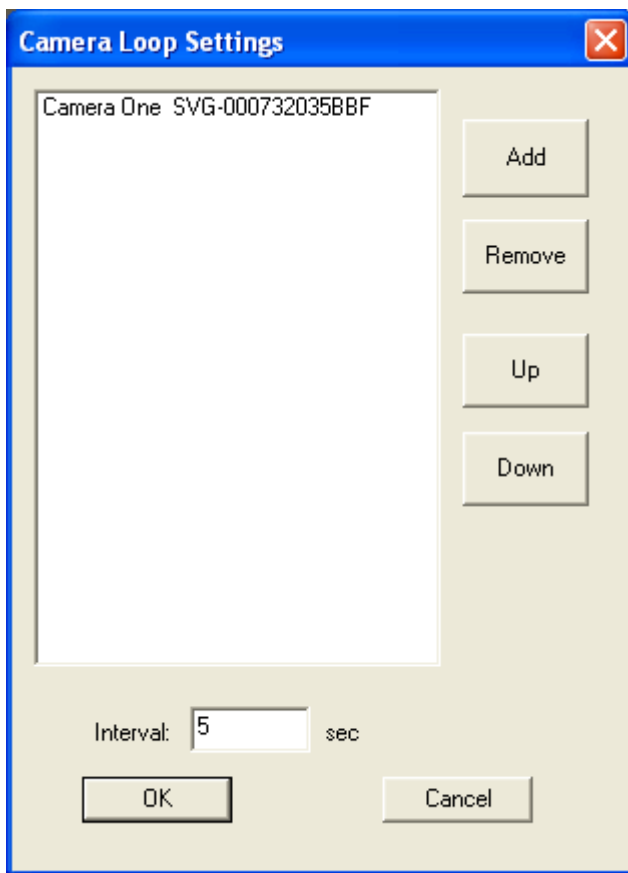 Camera Loop Settings
Camera One  SVG-000732035BBF
Add
Remove
Up
Down
Interval: 5 sec
OK
Cancel